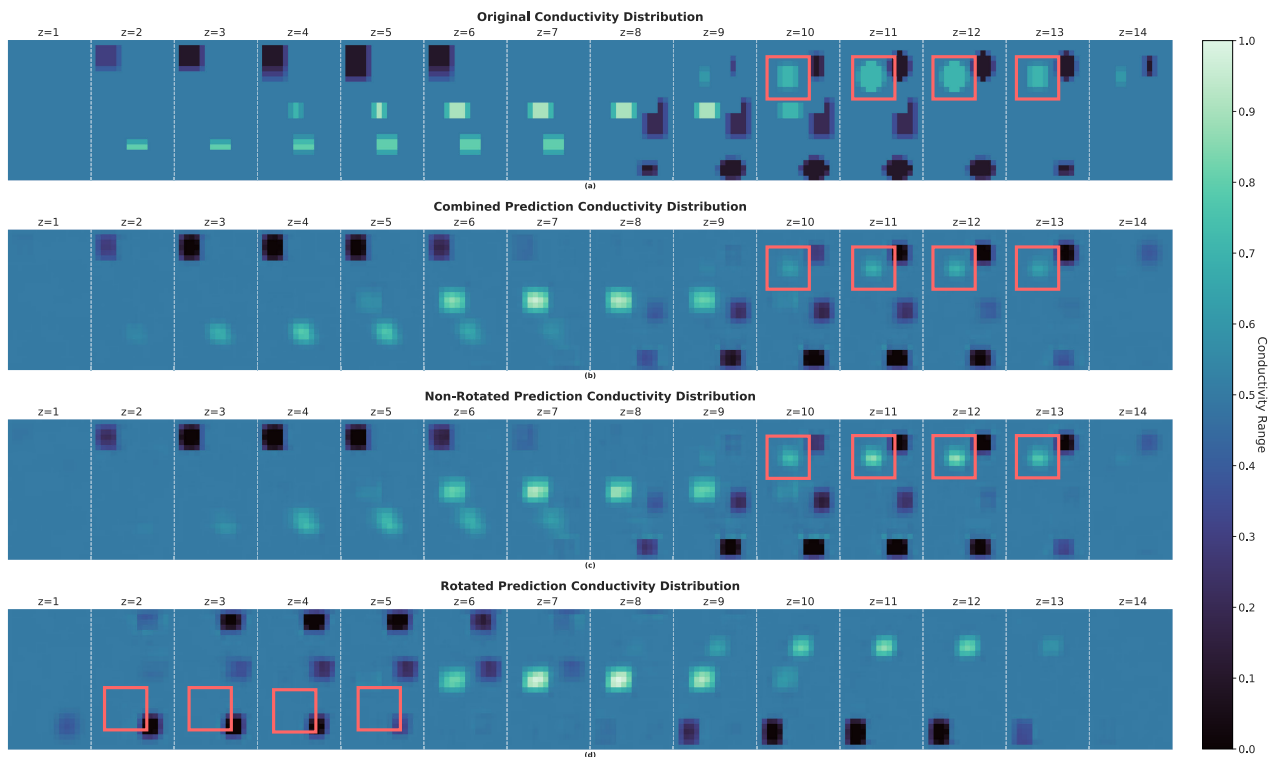 Original Conductivity Distribution
z=1 z=2 z=3 z=4 z=5 z=6 z=7 z=8 z=9 z=10 z=11 z=12 z=13 z=14
(a)
Combined Prediction Conductivity Distribution
z=1 z=2 z=3 z=4 z=5 z=6 z=7 z=8 z=9 z=10 z=11 z=12 z=13 z=14
(b)
Non-Rotated Prediction Conductivity Distribution
z=1 z=2 z=3 z=4 z=5 z=6 z=7 z=8 z=9 z=10 z=11 z=12 z=13 z=14
(c)
Rotated Prediction Conductivity Distribution
z=1 z=2 z=3 z=4 z=5 z=6 z=7 z=8 z=9 z=10 z=11 z=12 z=13 z=14
(d)
1.0
0.9
0.8
0.7
0.6
0.5
0.4
0.3
0.2
0.1
0.0
Conductivity Range